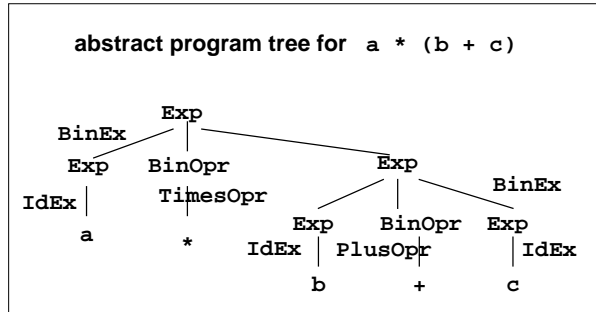 abstract program tree for a * (b + c)
Exp
BinEx
Exp BinOpr Exp
IdEx TimesOpr BinEx
a * Exp BinOpr Exp
IdEx PlusOpr IdEx
b + c